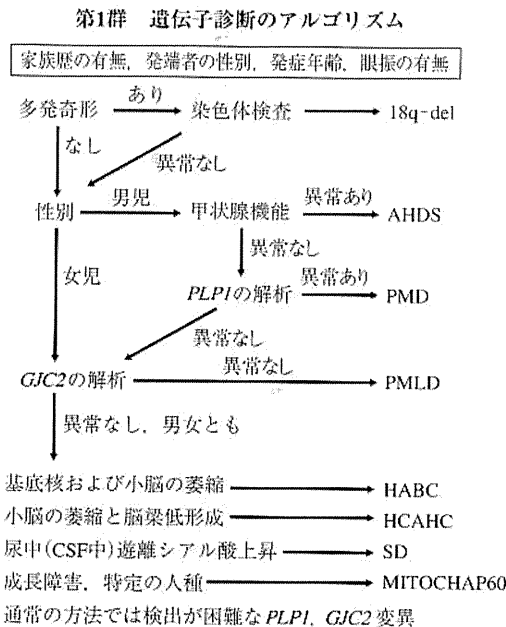 第1群 遺伝子診断のアルゴリズム
家族歴の有無，発端者の性別，発症年齢，眼振の有無
多発奇形 あり 染色体検査 18q-del
なし 異常なし
性別 男児 甲状腺機能 異常あり AHDS
異常なし
女児
PLP1の解析 異常あり PMD
異常なし
GJC2の解析 異常なし PMLD
異常なし，男女とも
基底核および小脳の萎縮 HABC
小脳の萎縮と脳梁低形成 HCAHC
尿中(CSF中)遊離シアル酸上昇 SD
成長障害，特定の人種 MITOCHAP60
通常の方法では検出が困難なPLP1，GJC2変異